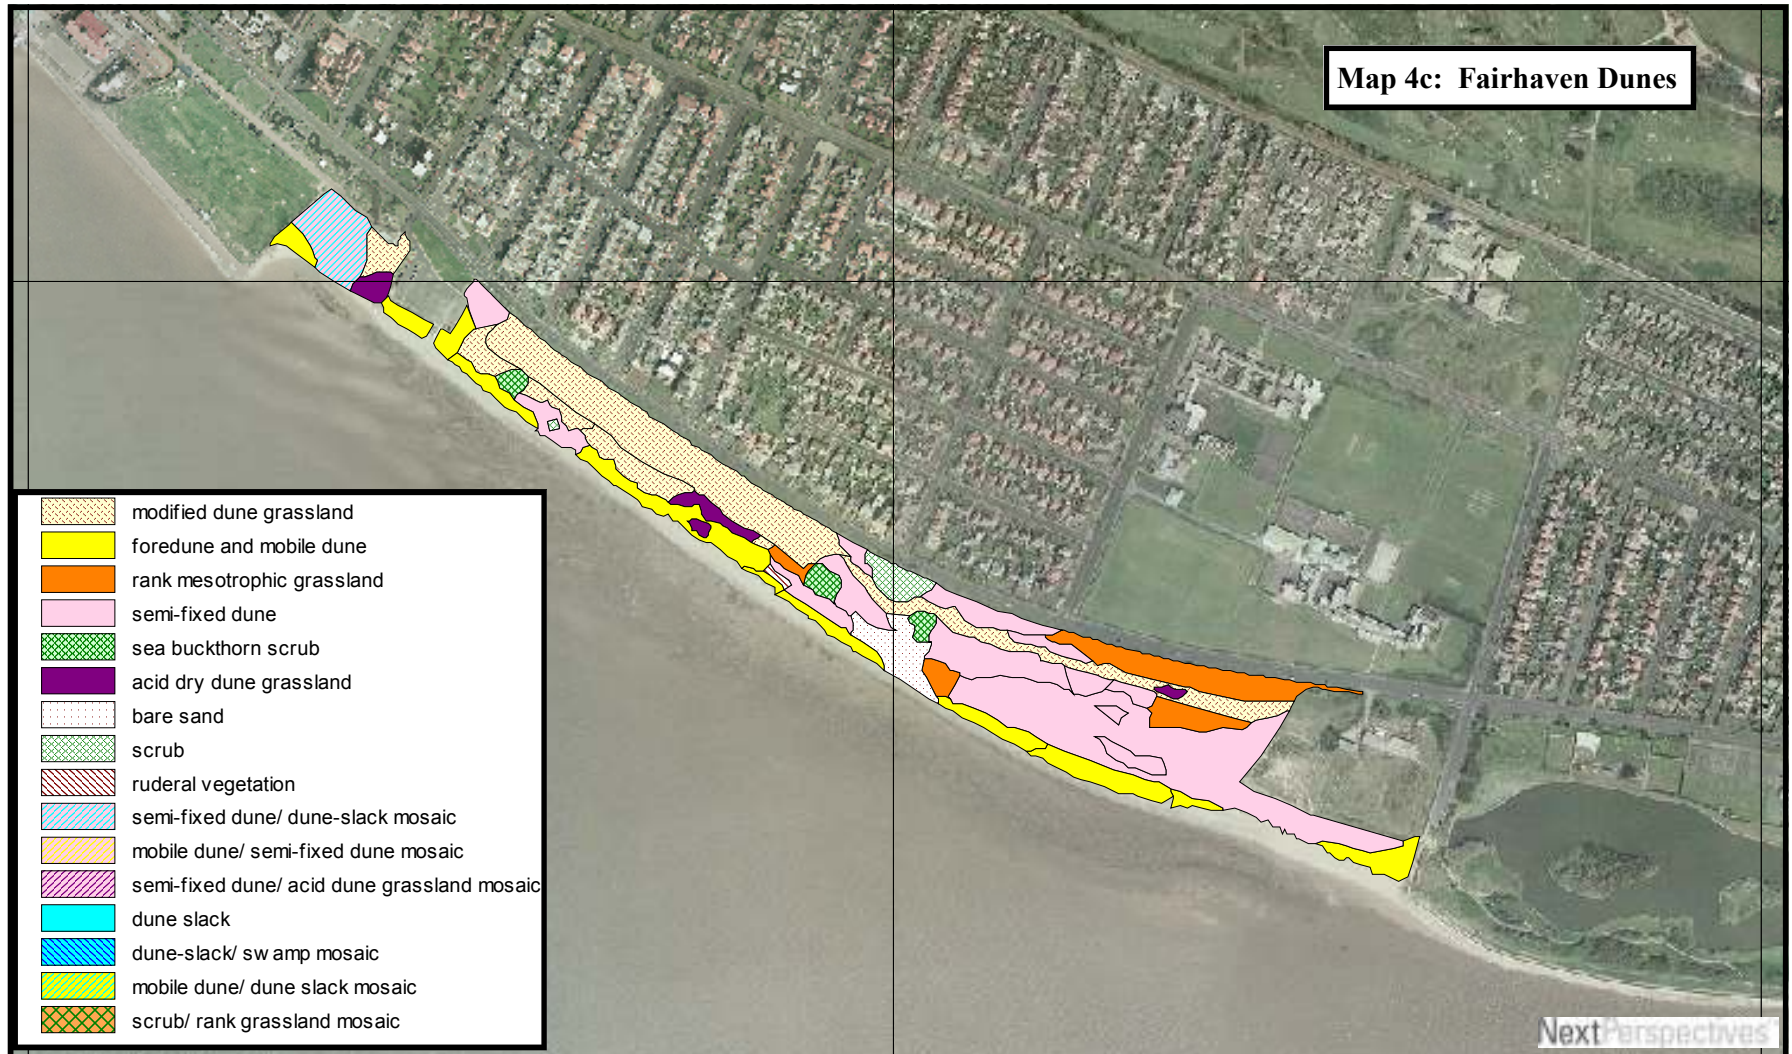 Map 4c: Fairhaven Dunes
modified dune grassland
foredune and mobile dune
rank mesotrophic grassland
semi-fixed dune
sea buckthorn scrub
acid dry dune grassland
bare sand
scrub
ruderal vegetation
semi-fixed dune/ dune-slack mosaic
mobile dune/ semi-fixed dune mosaic
semi-fixed dune/ acid dune grassland mosaic
dune slack
dune-slack/ swamp mosaic
mobile dune/ dune slack mosaic
scrub/ rank grassland mosaic
NextPerspectives